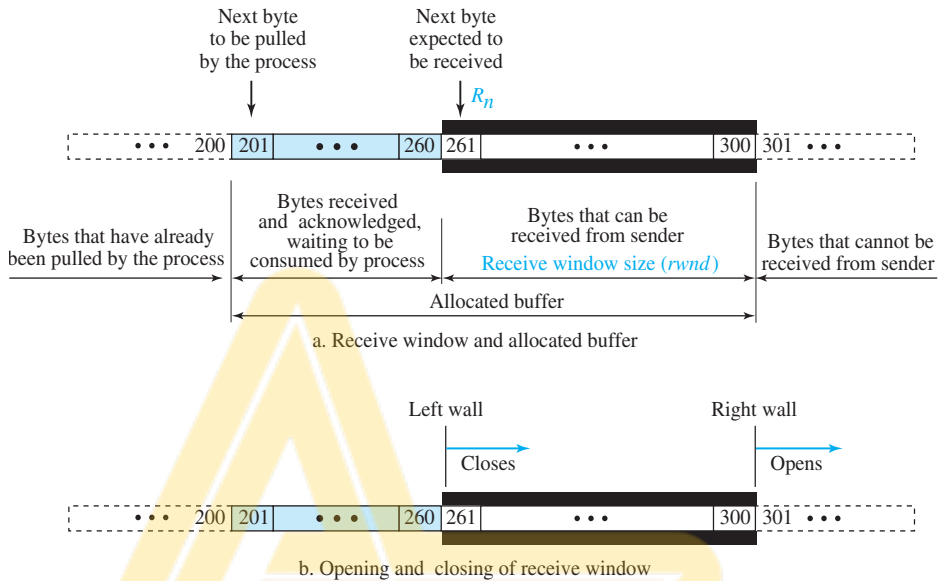 Next byte
to be pulled
by the process
Next byte
expected to
be received
Rn
••• 200 201 ••• 260 261 ••• 300 301 •••
Bytes that have already
been pulled by the process
Bytes received
and acknowledged,
waiting to be
consumed by process
Bytes that can be
received from sender
Receive window size (rwnd)
Bytes that cannot be
received from sender
Allocated buffer
a. Receive window and allocated buffer
Left wall
Right wall
Closes
Opens
••• 200 201 ••• 260 261 ••• 300 301 •••
b. Opening and closing of receive window